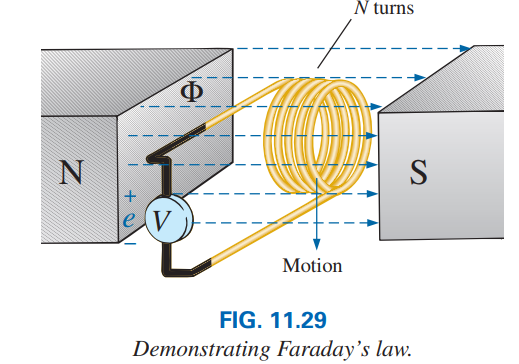 N turns
Φ
N
S
+
e
V
−
Motion
FIG. 11.29
Demonstrating Faraday's law.